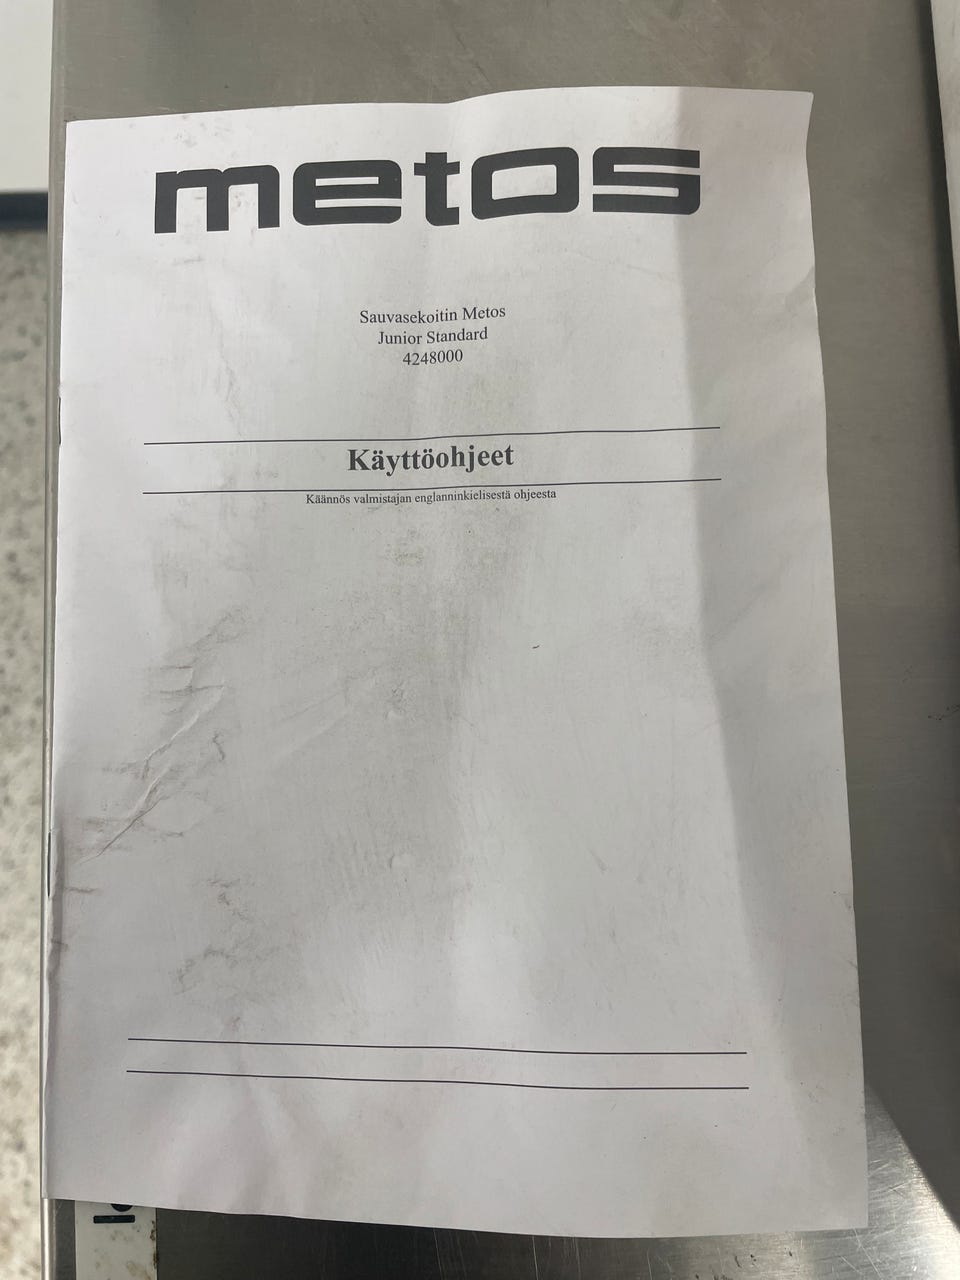 metos
Sauvasekoitin Metos
Junior Standard
4248000
Käyttöohjeet
Käännös valmistajan englanninkielisestä ohjeesta